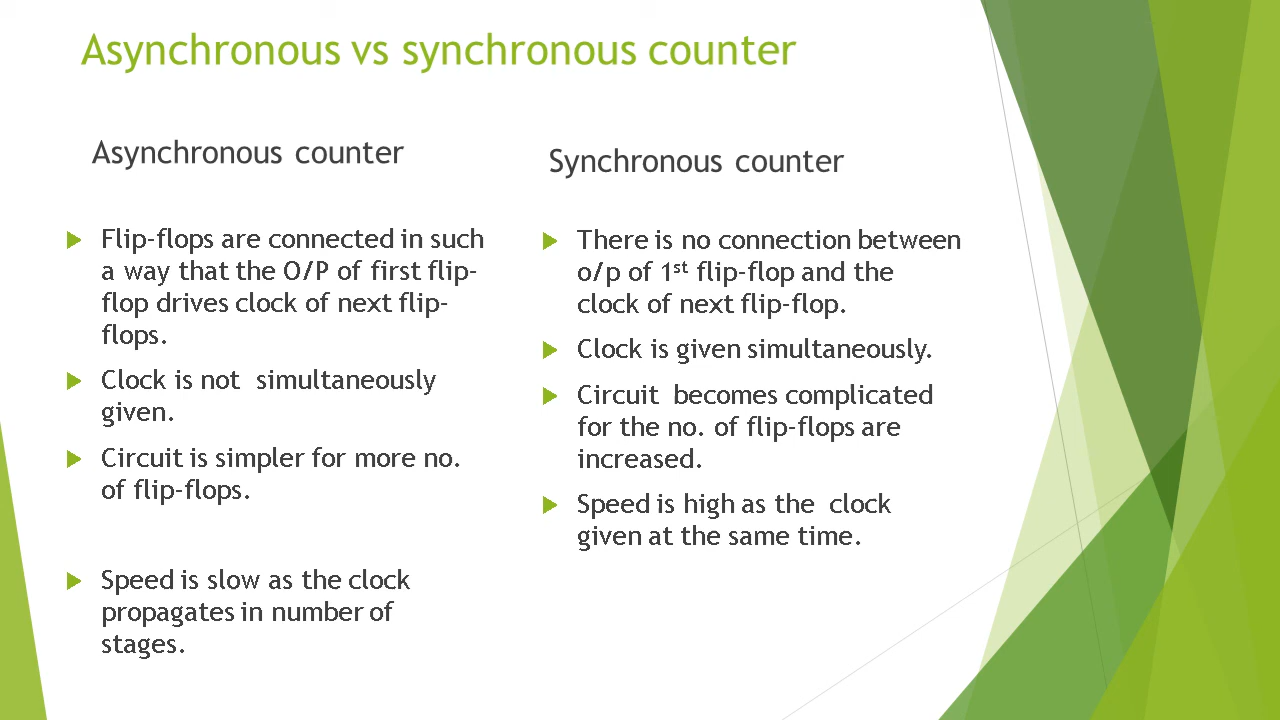 Asynchronous vs synchronous counter
Asynchronous counter
Flip-flops are connected in such
a way that the O/P of first flip-
flop drives clock of next flip-
flops.
Clock is not  simultaneously
given.
Circuit is simpler for more no.
of flip-flops.
Speed is slow as the clock
propagates in number of
stages.
Synchronous counter
There is no connection between
o/p of 1st flip-flop and the
clock of next flip-flop.
Clock is given simultaneously.
Circuit  becomes complicated
for the no. of flip-flops are
increased.
Speed is high as the  clock
given at the same time.